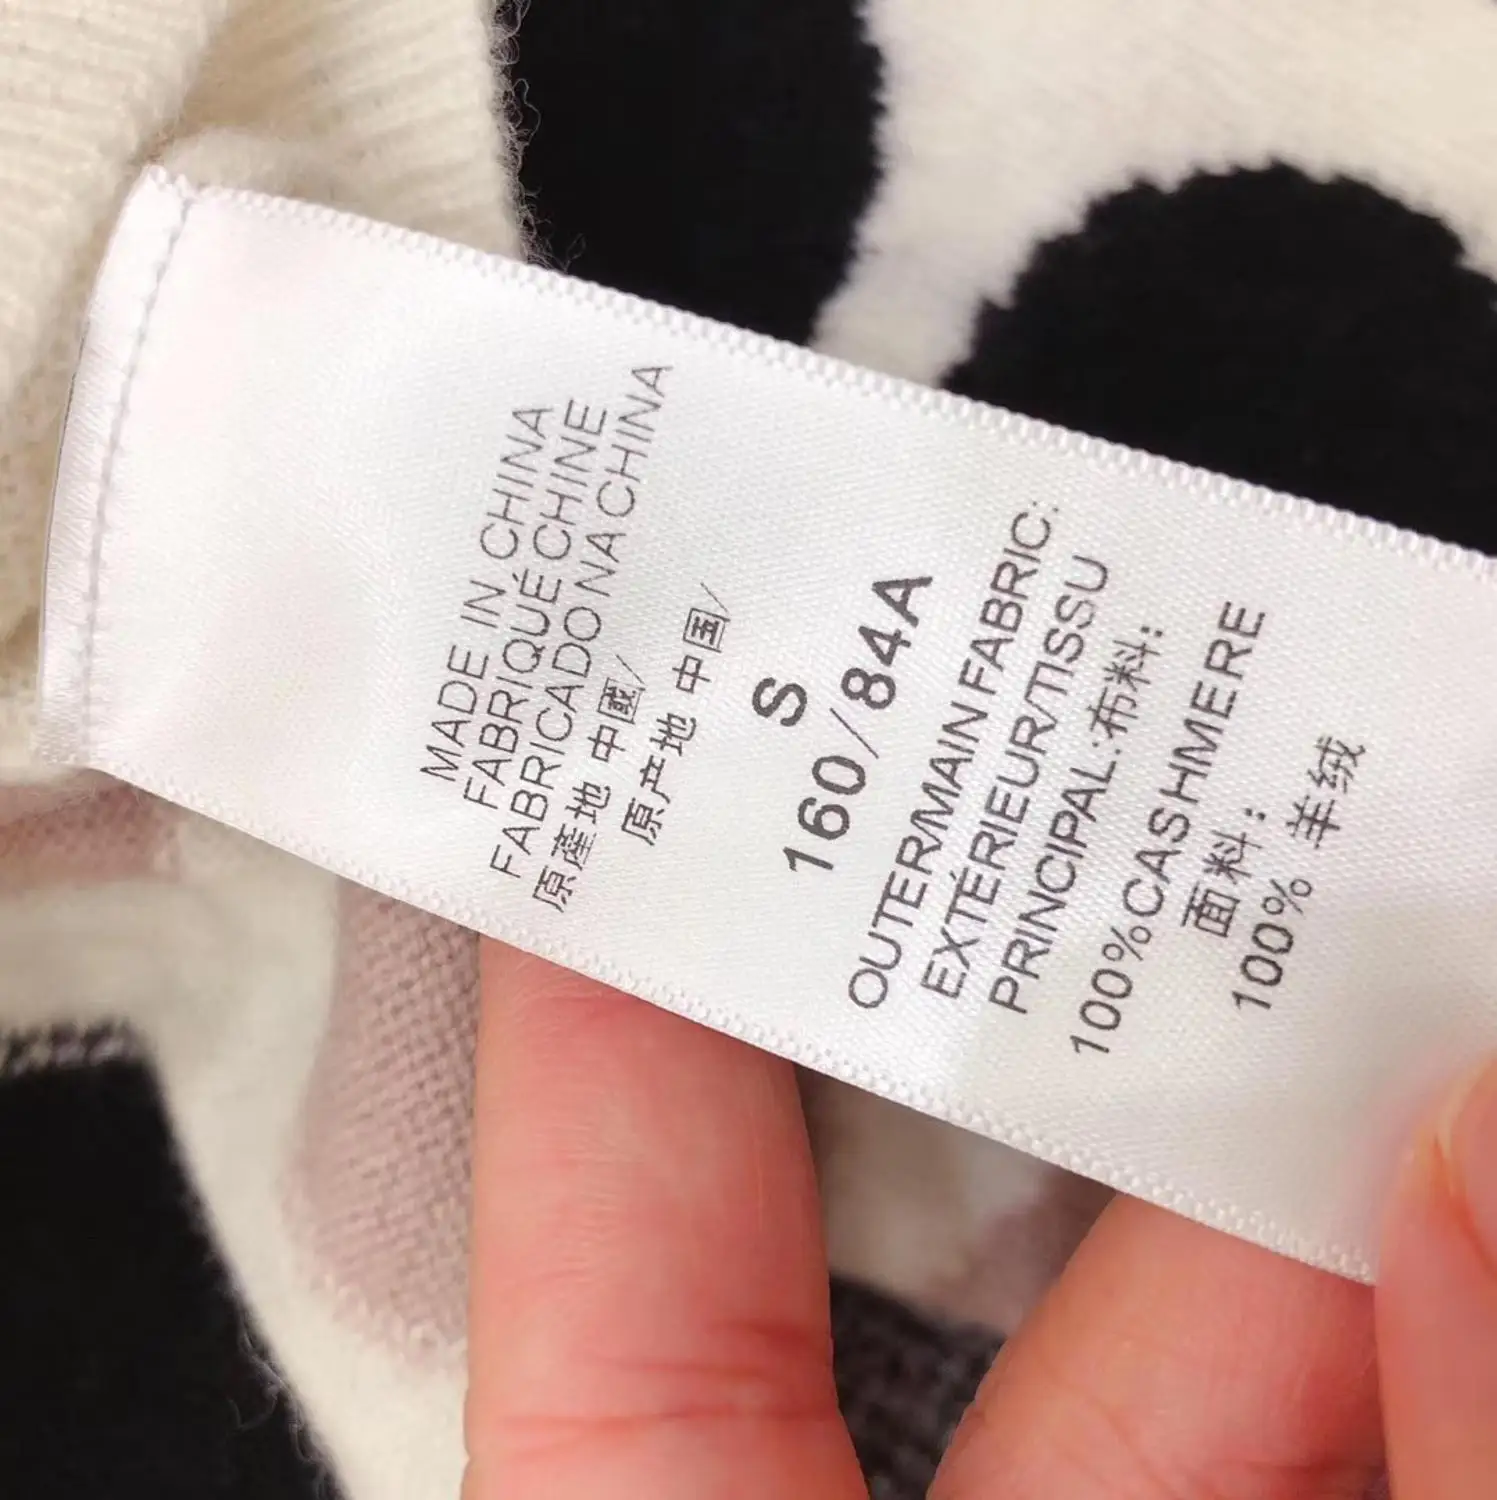 MADE IN CHINA
FABRIQUÉ CHINE
FABRICADO NA CHINA
原產地 中國/
原产地 中国/
S
160/84A
OUTER/MAIN FABRIC:
EXTÉRIEUR/TISSU
PRINCIPAL:布料:
100%CASHMERE
面料:
100% 羊绒